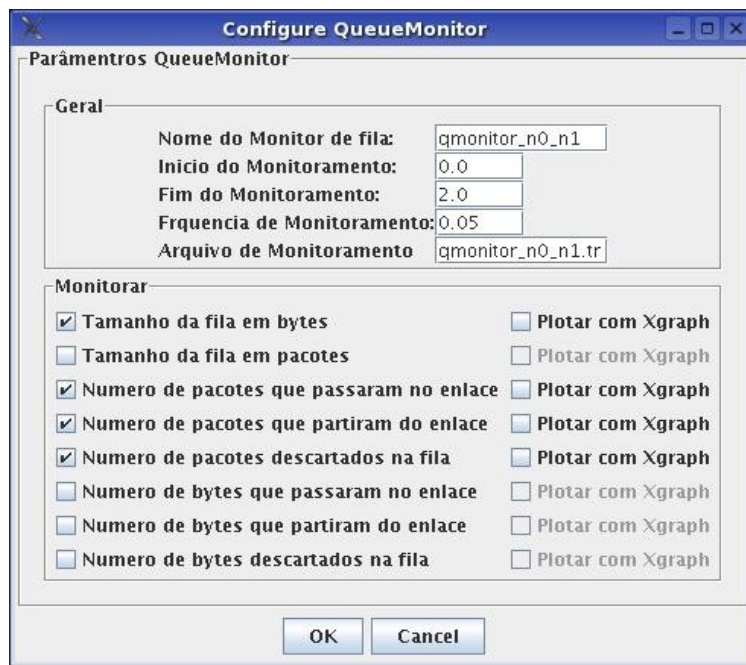 Configure QueueMonitor
Parâmentros QueueMonitor
Geral
Nome do Monitor de fila: qmonitor_n0_n1
Inicio do Monitoramento: 0.0
Fim do Monitoramento: 2.0
Frquencia de Monitoramento: 0.05
Arquivo de Monitoramento qmonitor_n0_n1.tr
Monitorar
Tamanho da fila em bytes Plotar com Xgraph
Tamanho da fila em pacotes Plotar com Xgraph
Numero de pacotes que passaram no enlace Plotar com Xgraph
Numero de pacotes que partiram do enlace Plotar com Xgraph
Numero de pacotes descartados na fila Plotar com Xgraph
Numero de bytes que passaram no enlace Plotar com Xgraph
Numero de bytes que partiram do enlace Plotar com Xgraph
Numero de bytes descartados na fila Plotar com Xgraph
OK Cancel